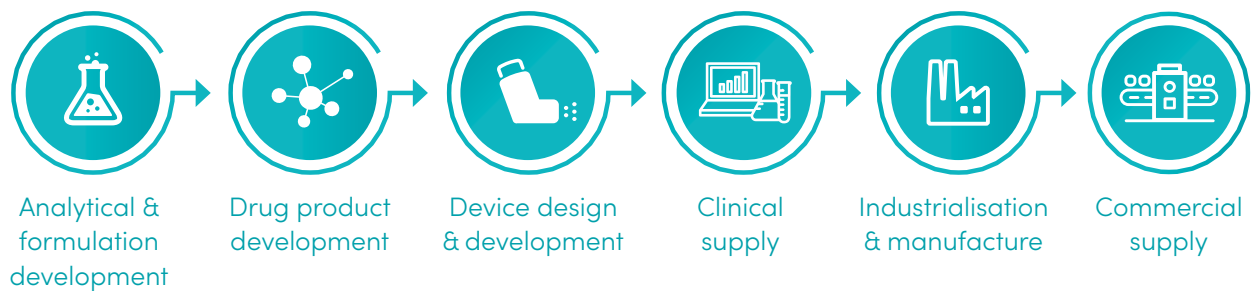 Analytical &
formulation
development
Drug product
development
Device design
& development
Clinical
supply
Industrialisation
& manufacture
Commercial
supply